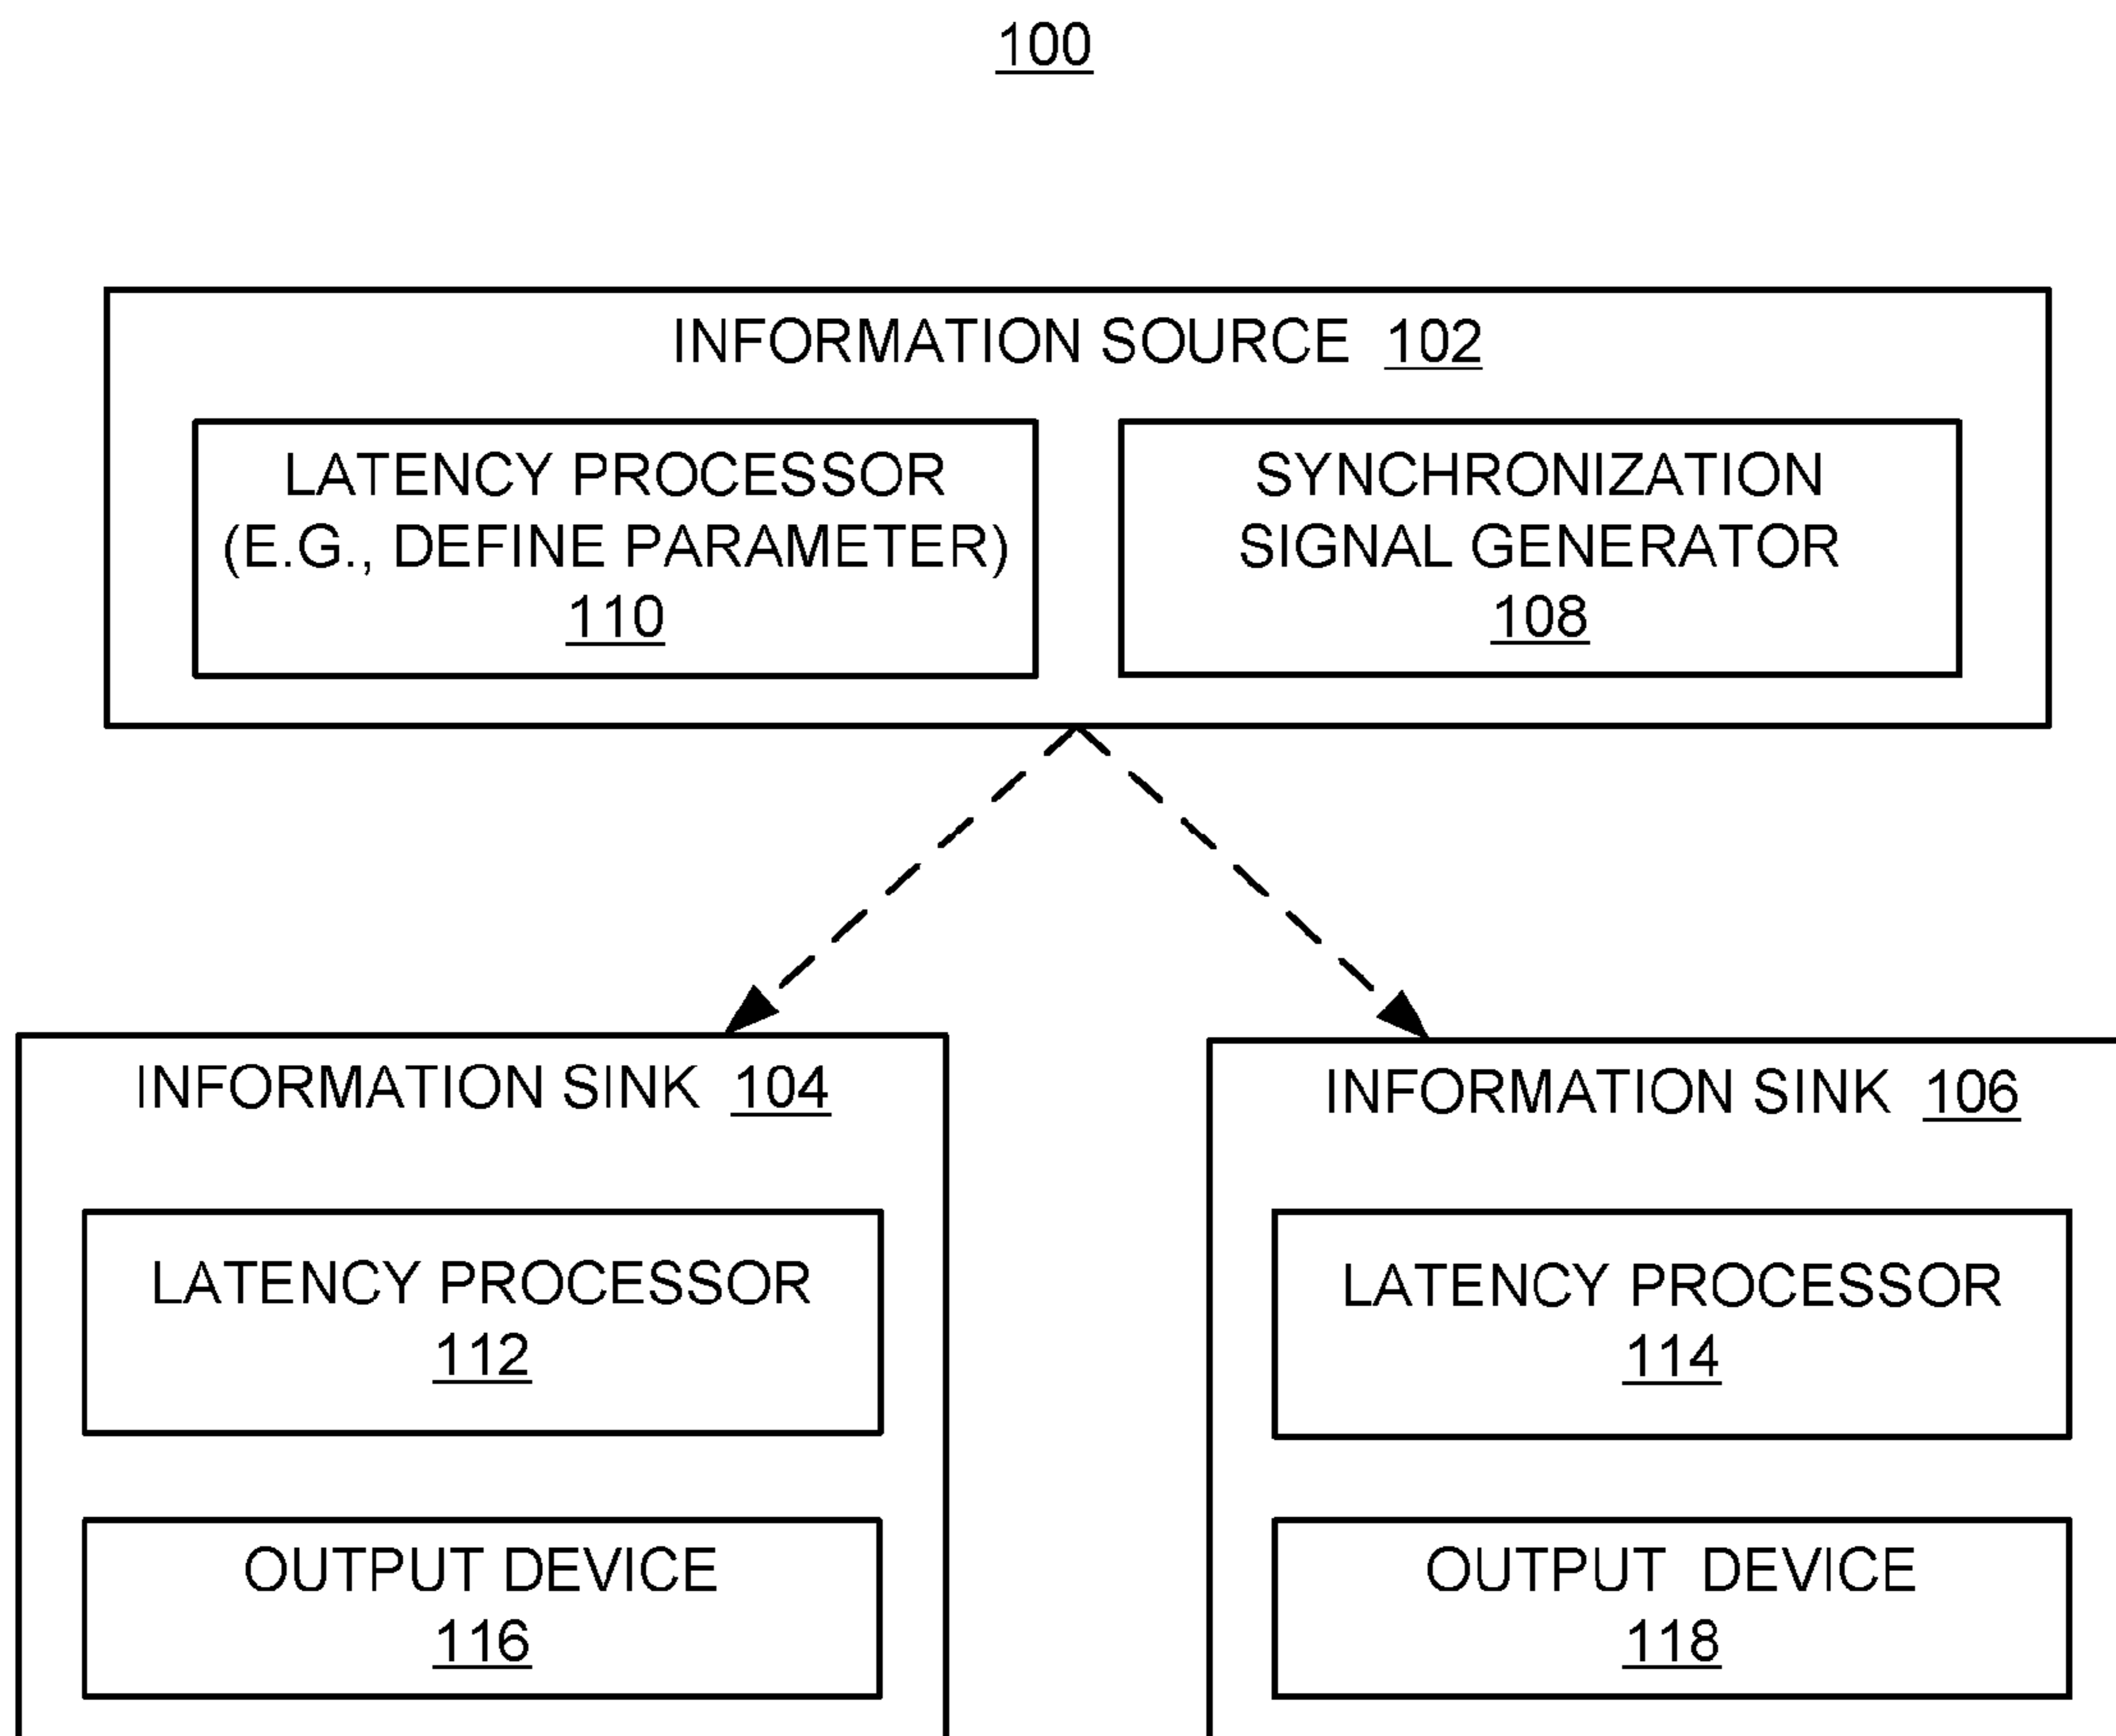 100
INFORMATION SOURCE 102
LATENCY PROCESSOR
(E.G., DEFINE PARAMETER)
110
SYNCHRONIZATION
SIGNAL GENERATOR
108
INFORMATION SINK 104
LATENCY PROCESSOR
112
OUTPUT DEVICE
116
INFORMATION SINK 106
LATENCY PROCESSOR
114
OUTPUT DEVICE
118